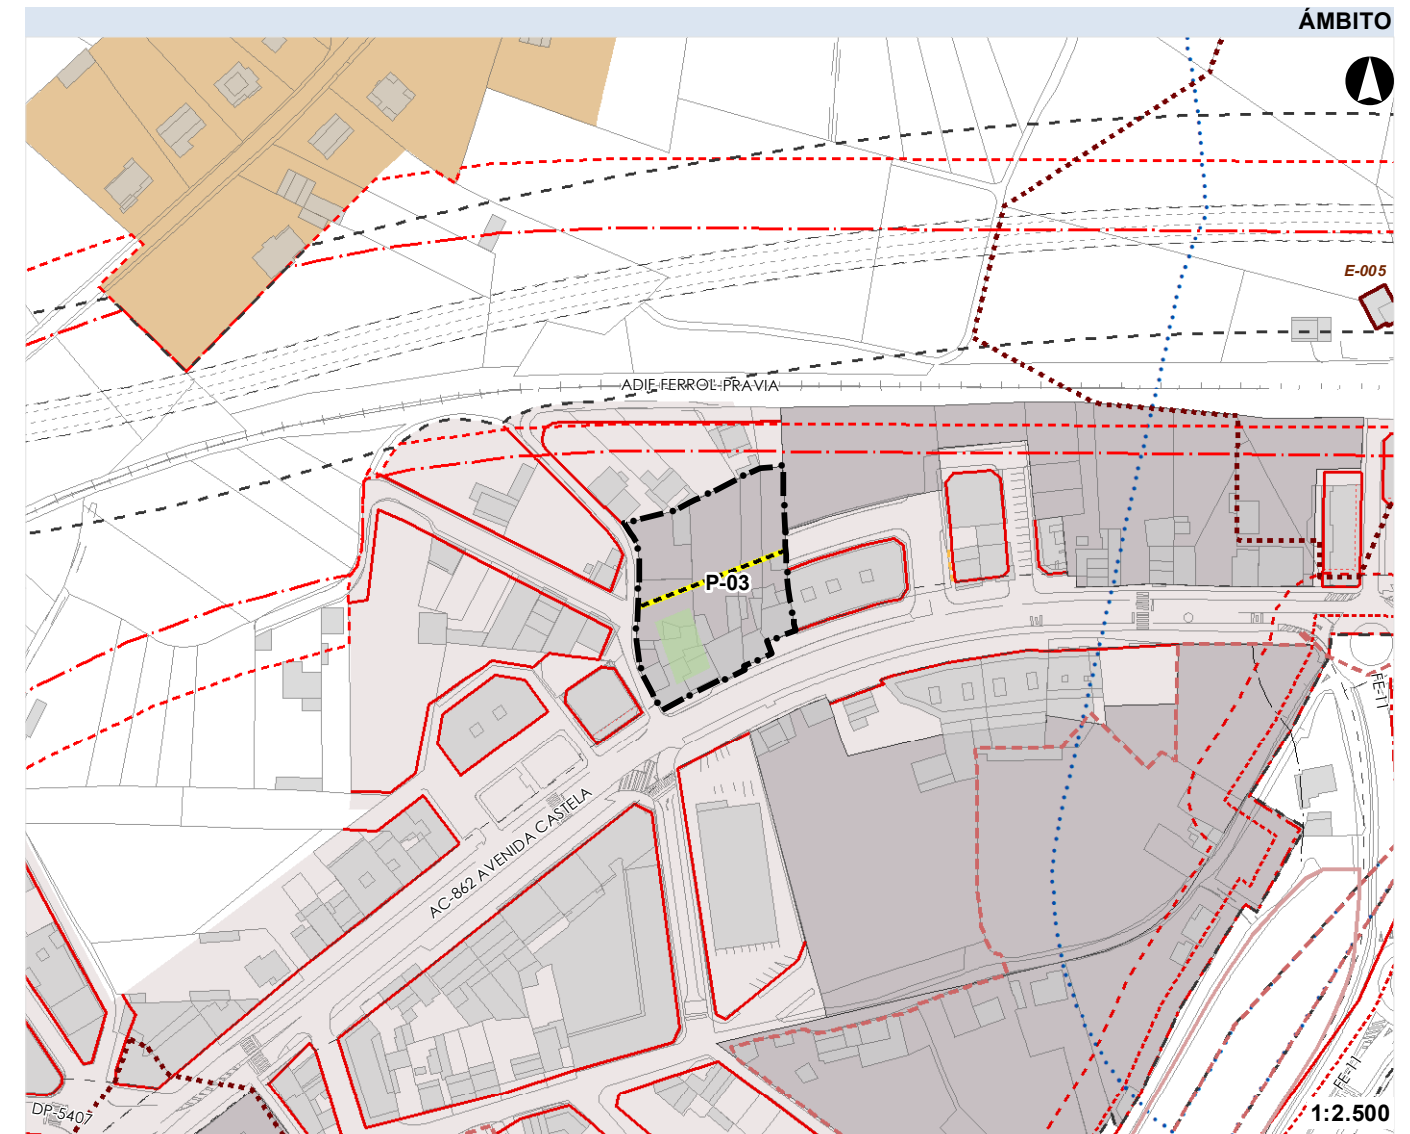 ÁMBITO
E-005
ADIF FERROL-PRAVIA
P-03
FE-11
AC-862 AVENIDA CASTELA
FE-11
DP-5407
1:2.500